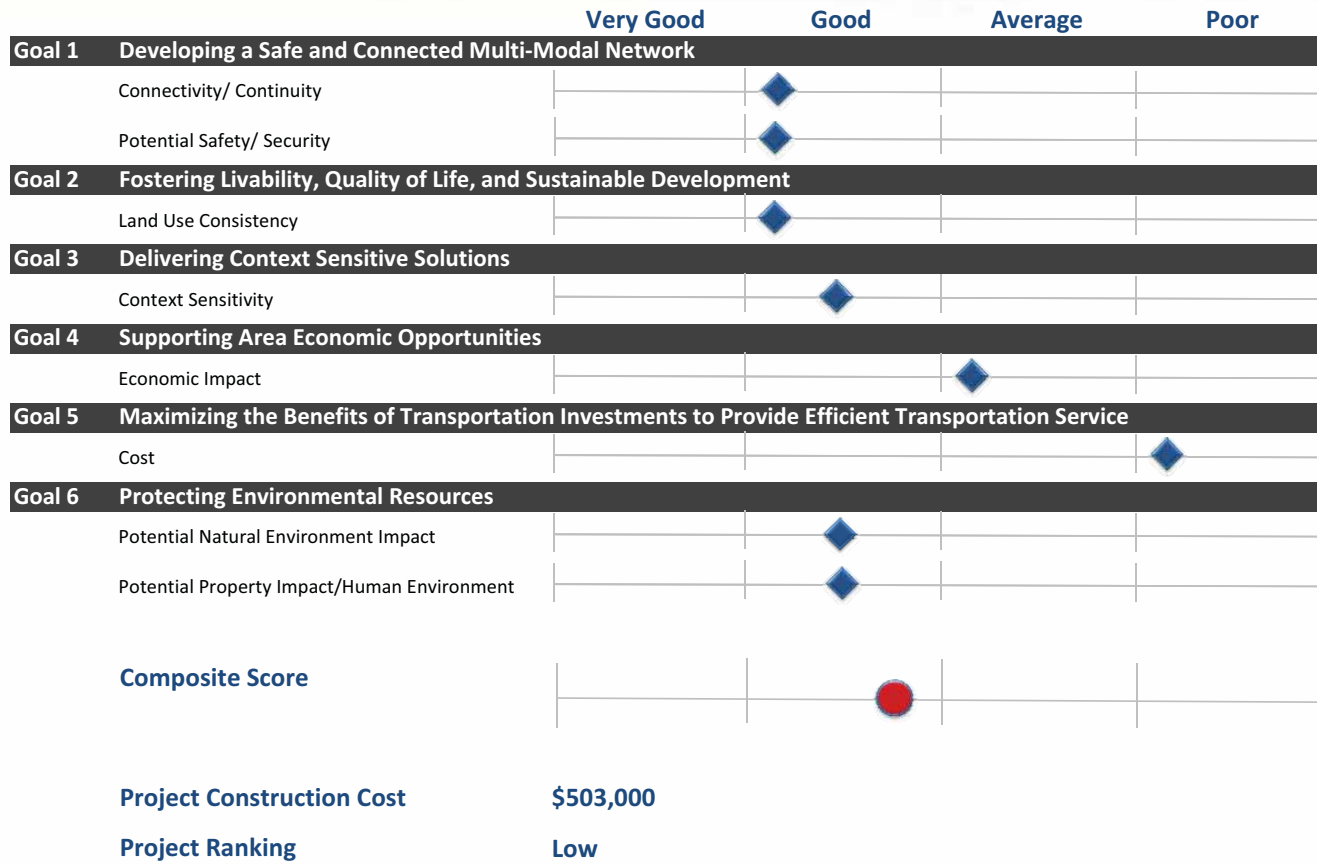 Very Good Good Average Poor
Goal 1 Developing a Safe and Connected Multi-Modal Network
Connectivity/ Continuity
Potential Safety/ Security
Goal 2 Fostering Livability, Quality of Life, and Sustainable Development
Land Use Consistency
Goal 3 Delivering Context Sensitive Solutions
Context Sensitivity
Goal 4 Supporting Area Economic Opportunities
Economic Impact
Goal 5 Maximizing the Benefits of Transportation Investments to Provide Efficient Transportation Service
Cost
Goal 6 Protecting Environmental Resources
Potential Natural Environment Impact
Potential Property Impact/Human Environment
Composite Score
Project Construction Cost $503,000
Project Ranking Low